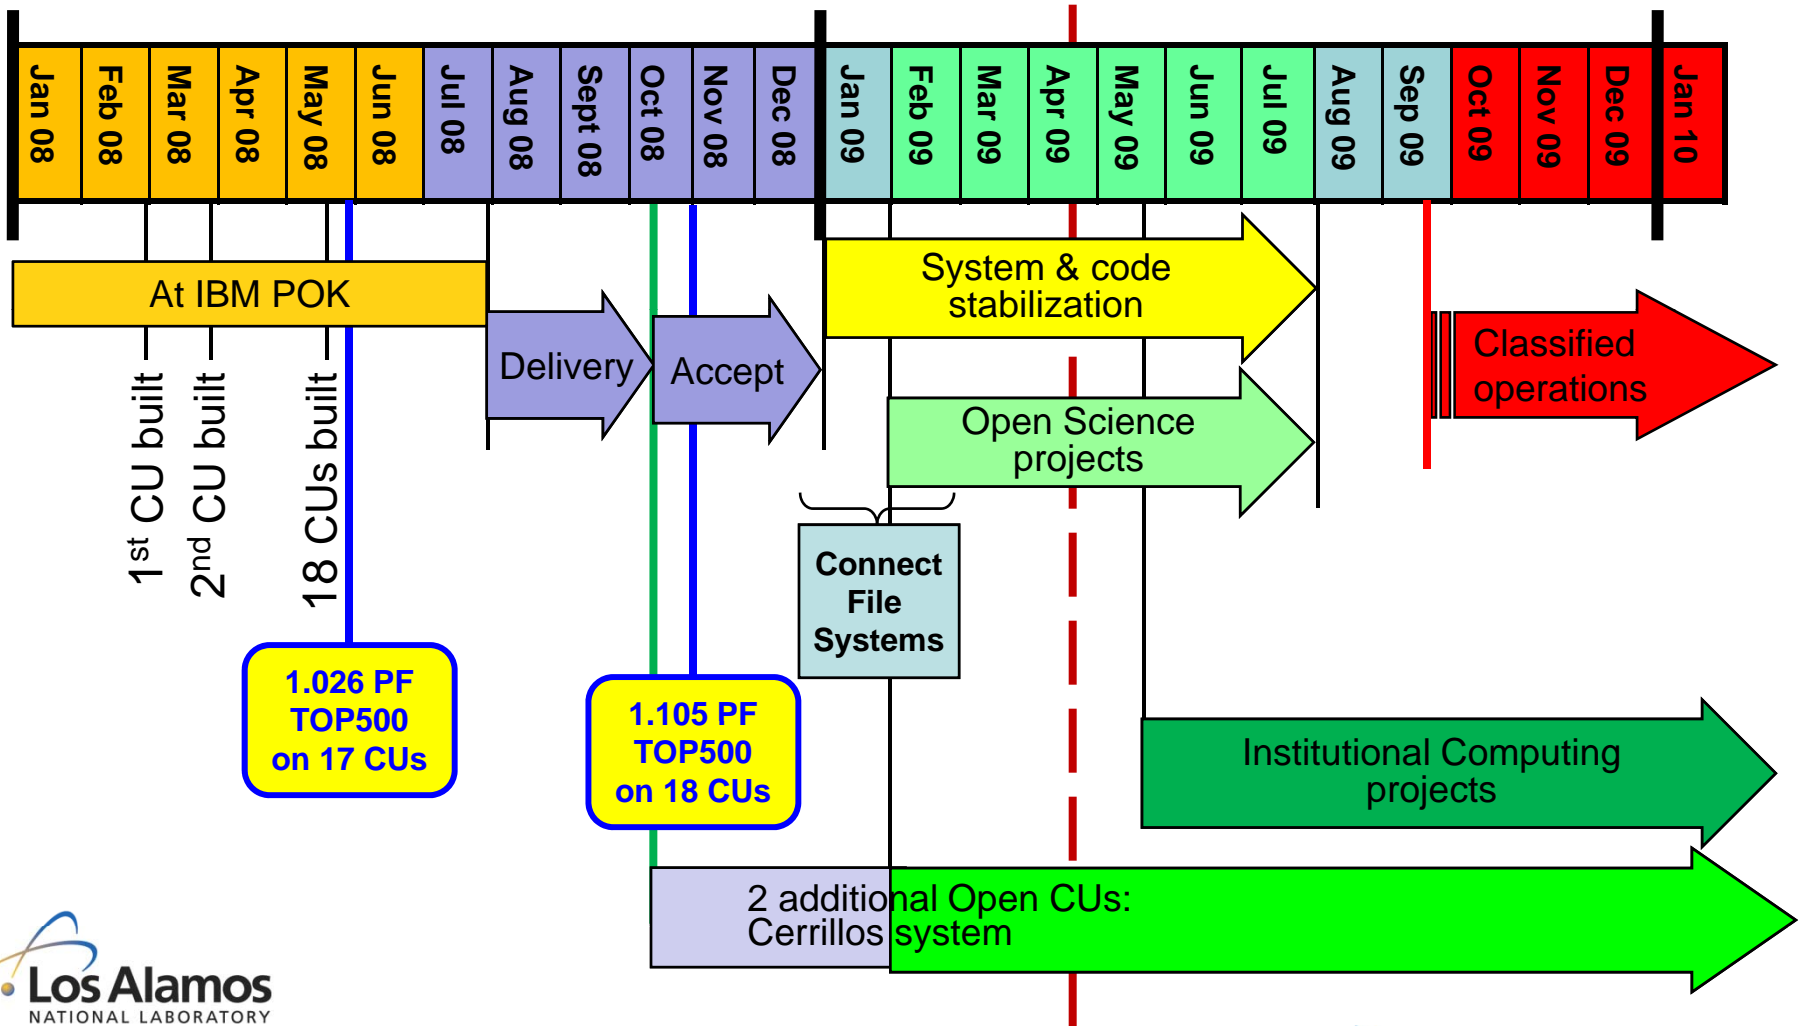 Jan 08
Feb 08
Mar 08
Apr 08
May 08
Jun 08
Jul 08
Aug 08
Sept 08
Oct 08
Nov 08
Dec 08
Jan 09
Feb 09
Mar 09
Apr 09
May 09
Jun 09
Jul 09
Aug 09
Sep 09
Oct 09
Nov 09
Dec 09
Jan 10
At IBM POK
1st CU built
2nd CU built
18 CUs built
Delivery
Accept
System & code
stabilization
Open Science
projects
Classified
operations
Connect
File
Systems
1.026 PF
TOP500
on 17 CUs
1.105 PF
TOP500
on 18 CUs
Institutional Computing
projects
2 additional Open CUs:
Cerrillos system
Los Alamos
NATIONAL LABORATORY